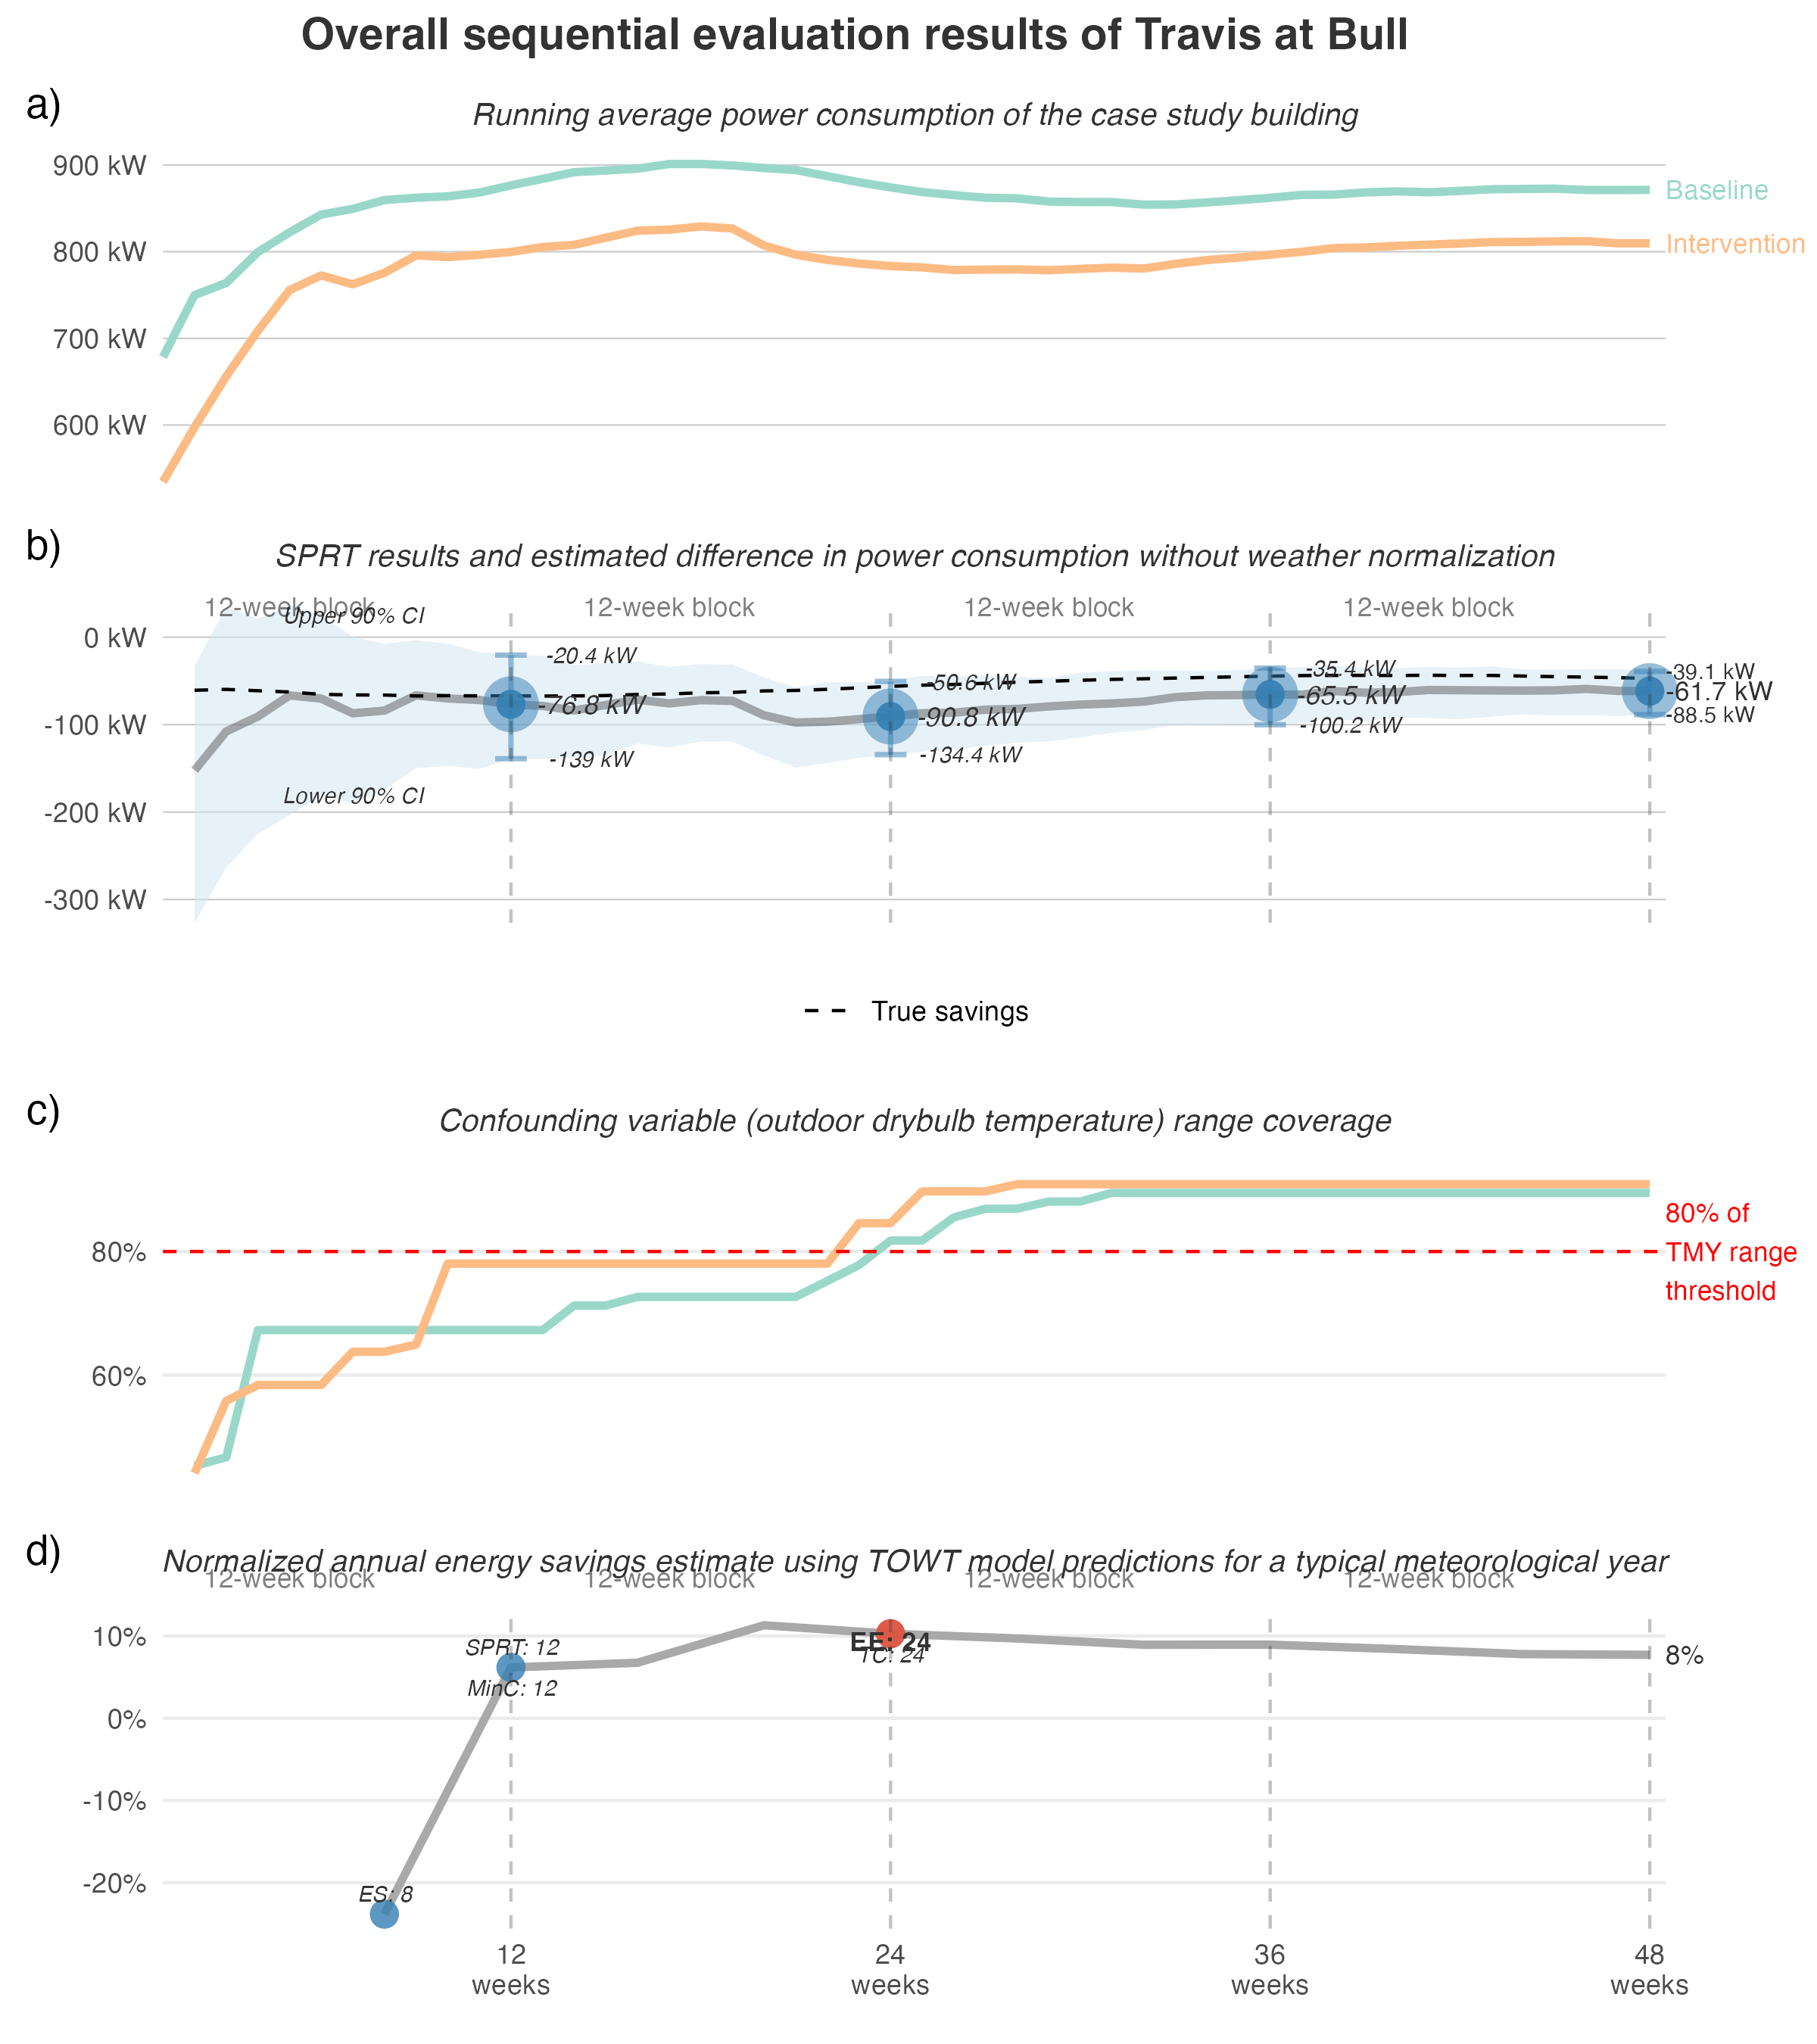 Overall sequential evaluation results of Travis at Bull
a)
Running average power consumption of the case study building
900 kW
800 kW
700 kW
600 kW
Baseline
Intervention
b)
SPRT results and estimated difference in power consumption without weather normalization
12-week block
12-week block
12-week block
12-week block
Upper 90% CI
Lower 90% CI
0 kW
-100 kW
-200 kW
-300 kW
-20.4 kW
-76.8 kW
-139 kW
-50.6 kW
-90.8 kW
-134.4 kW
-35.4 kW
-65.5 kW
-100.2 kW
-39.1 kW
-61.7 kW
-88.5 kW
True savings
c)
Confounding variable (outdoor drybulb temperature) range coverage
80%
60%
80% of
TMY range
threshold
d)
Normalized annual energy savings estimate using TOWT model predictions for a typical meteorological year
12-week block
12-week block
12-week block
12-week block
10%
0%
-10%
-20%
SPRT: 12
MinC: 12
EE: 24
TC: 24
ES: 8
8%
12
weeks
24
weeks
36
weeks
48
weeks